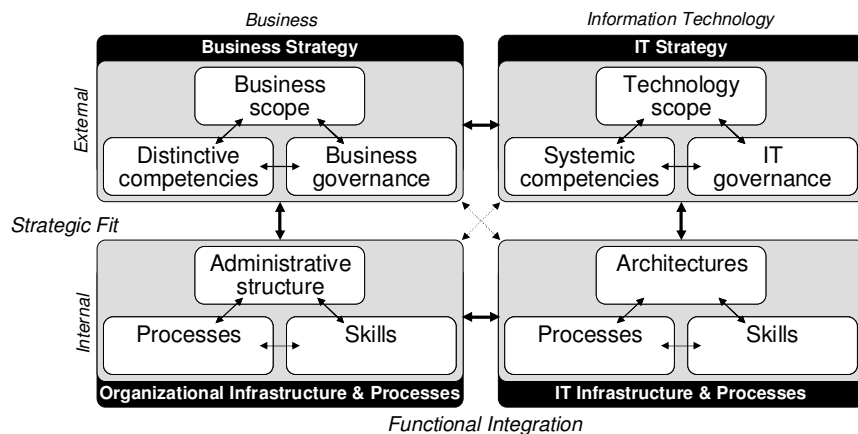 Business
Information Technology
Business Strategy
IT Strategy
External
Business
scope
Technology
scope
Distinctive
competencies
Business
governance
Systemic
competencies
IT
governance
Strategic Fit
Internal
Administrative
structure
Architectures
Processes
Skills
Processes
Skills
Organizational Infrastructure & Processes
IT Infrastructure & Processes
Functional Integration